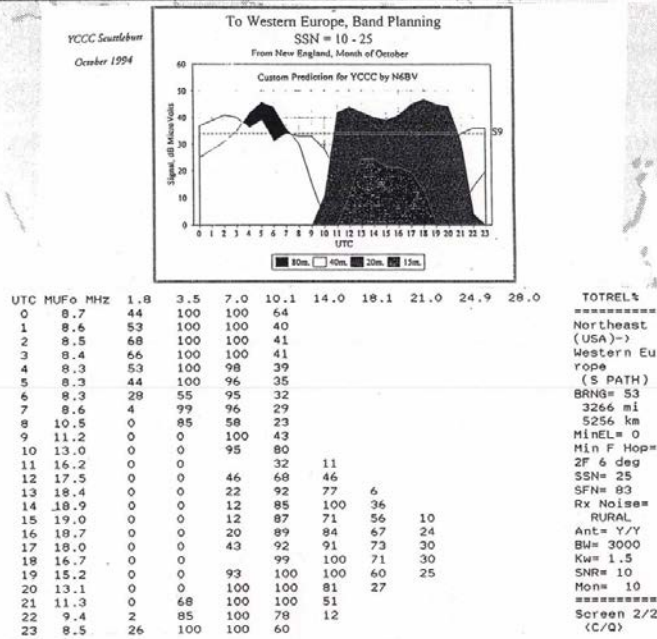 YCCC Scuttlebutt
October 1994
To Western Europe, Band Planning
SSN = 10 - 25
From New England, Month of October
Custom Prediction for YCCC by N6BV
Signal, dB MicroVolts
60
50
40
30
20
10
0
S9
0 1 2 3 4 5 6 7 8 9 10 11 12 13 14 15 16 17 18 19 20 21 22 23
UTC
80m. 40m. 20m. 15m.
UTC MUFo MHz 1.8 3.5 7.0 10.1 14.0 18.1 21.0 24.9 28.0
0 8.7 44 100 100 64
1 8.6 53 100 100 40
2 8.5 68 100 100 41
3 8.4 66 100 100 41
4 8.3 53 100 98 39
5 8.3 44 100 96 35
6 8.3 28 55 95 32
7 8.6 4 99 96 29
8 10.5 0 85 58 23
9 11.2 0 0 100 43
10 13.0 0 0 95 80
11 16.2 0 0 32 11
12 17.5 0 0 46 68 46
13 18.4 0 0 22 92 77 6
14 18.9 0 0 12 85 100 36
15 19.0 0 0 12 87 71 56 10
16 18.7 0 0 20 89 84 67 24
17 18.0 0 0 43 92 91 73 30
18 16.7 0 0 99 100 71 30
19 15.2 0 0 93 100 100 60 25
20 13.1 0 0 100 100 81 27
21 11.3 0 68 100 100 51
22 9.4 2 85 100 78 12
23 8.5 26 100 100 60
TOTREL%
==========
Northeast
(USA)->
Western Eu
rope
(S PATH)
BRNG= 53
3266 mi
5256 km
MinEL= 0
Min F Hop=
2F 6 deg
SSN= 25
SFN= 83
Rx Noise=
RURAL
Ant= Y/Y
BW= 3000
Kw= 1.5
SNR= 10
Mon= 10
==========
Screen 2/2
(C/Q)